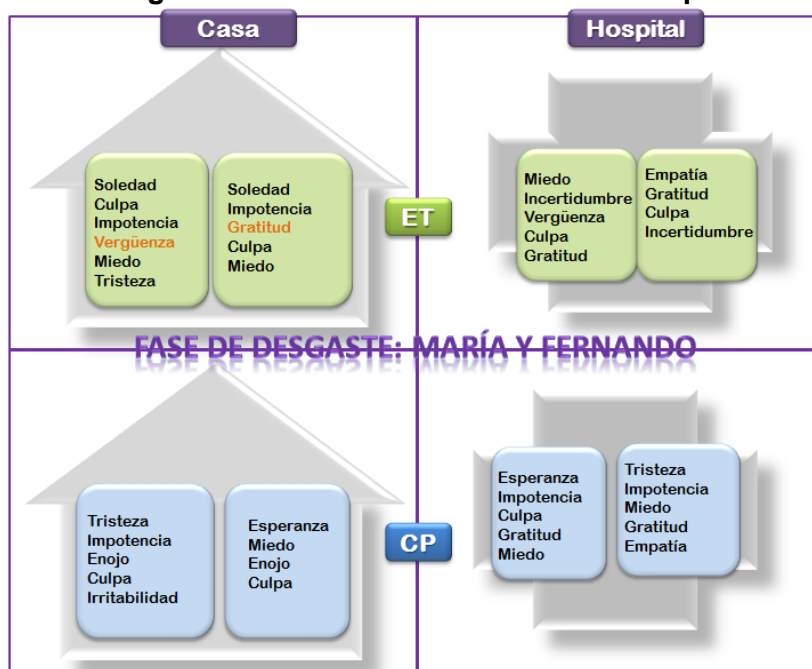 Casa
Hospital
Soledad
Culpa
Impotencia
Vergüenza
Miedo
Tristeza
Soledad
Impotencia
Gratitud
Culpa
Miedo
ET
Miedo
Incertidumbre
Vergüenza
Culpa
Gratitud
Empatía
Gratitud
Culpa
Incertidumbre
FASE DE DESGASTE: MARÍA Y FERNANDO
Tristeza
Impotencia
Enojo
Culpa
Irritabilidad
Esperanza
Miedo
Enojo
Culpa
CP
Esperanza
Impotencia
Culpa
Gratitud
Miedo
Tristeza
Impotencia
Miedo
Gratitud
Empatía